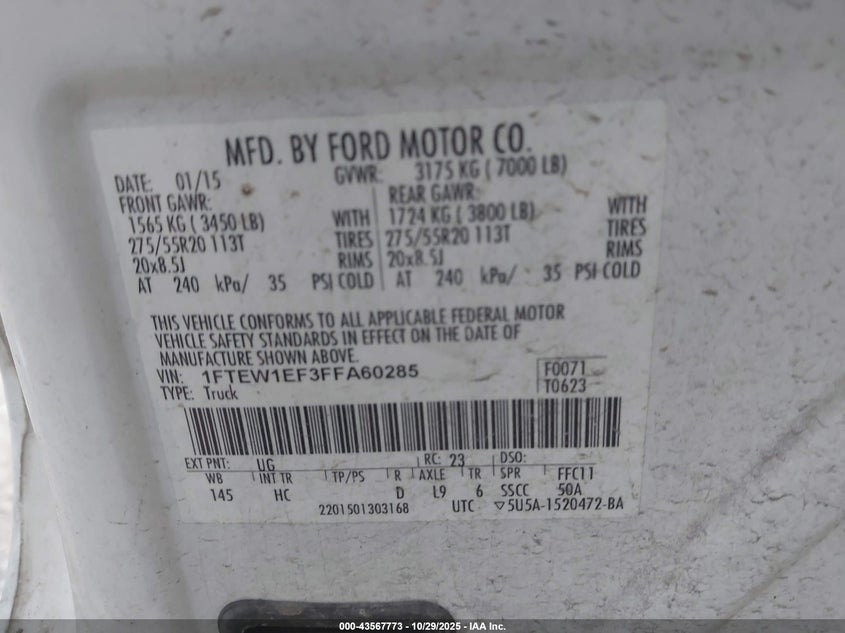 MFD. BY FORD MOTOR CO.
DATE: 01/15 GVWR: 3175 KG ( 7000 LB)
FRONT GAWR: REAR GAWR:
1565 KG ( 3450 LB) WITH 1724 KG ( 3800 LB) WITH
275/55R20 113T TIRES 275/55R20 113T TIRES
20x8.5J RIMS 20x8.5J RIMS
AT 240 kPa/ 35 PSI COLD AT 240 kPa/ 35 PSI COLD
THIS VEHICLE CONFORMS TO ALL APPLICABLE FEDERAL MOTOR
VEHICLE SAFETY STANDARDS IN EFFECT ON THE DATE OF
MANUFACTURE SHOWN ABOVE.
VIN: 1FTEW1EF3FFA60285 F0071
TYPE: Truck T0623
EXT PNT: UG RC: 23 DSO:
WB INT TR TP/PS R AXLE TR SPR FFC11
145 HC D L9 6 SSCC 50A
2201501303168 UTC ▽5U5A-1520472-BA
000-43567773 - 10/29/2025 - IAA Inc.